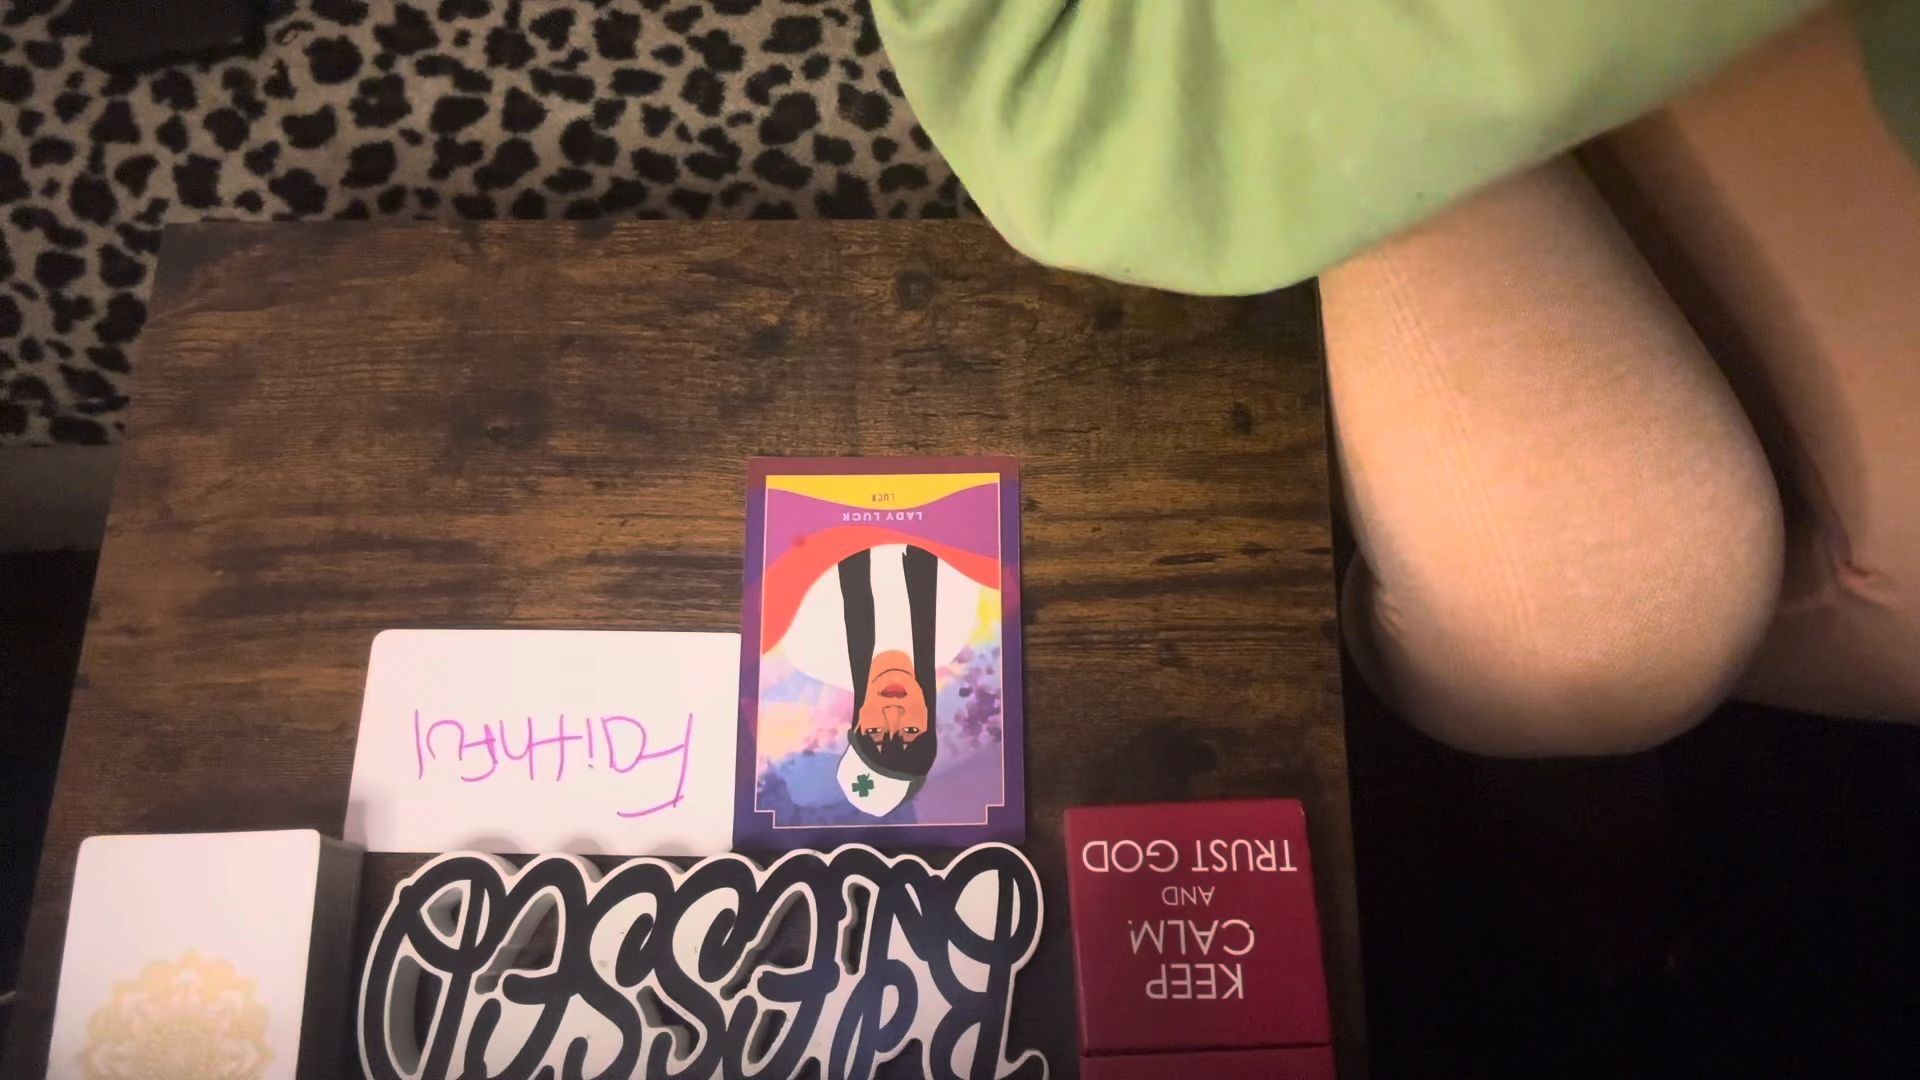 LADY LUCK
LUCK
Faithful
Blessed
KEEP
CALM
AND
TRUST GOD